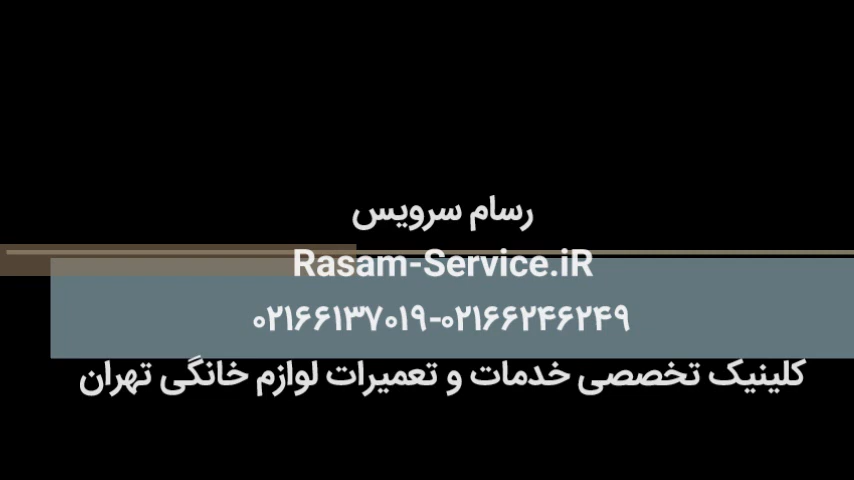 رسام سرویس
Rasam-Service.iR
۰۲۱۶۶۱۳۷۰۱۹-۰۲۱۶۶۲۴۶۲۴۹
کلینیک تخصصی خدمات و تعمیرات لوازم خانگی تهران